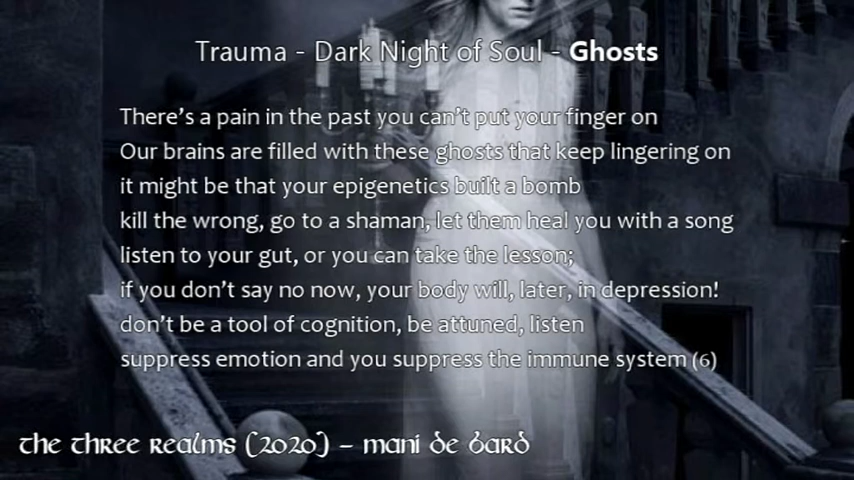 Trauma - Dark Night of Soul - Ghosts
There's a pain in the past you can't put your finger on
Our brains are filled with these ghosts that keep lingering on
it might be that your epigenetics built a bomb
kill the wrong, go to a shaman, let them heal you with a song
listen to your gut, or you can take the lesson;
if you don't say no now, your body will, later, in depression!
don't be a tool of cognition, be attuned, listen
suppress emotion and you suppress the immune system (6)
The Three Realms (2020) - Mani de Bard